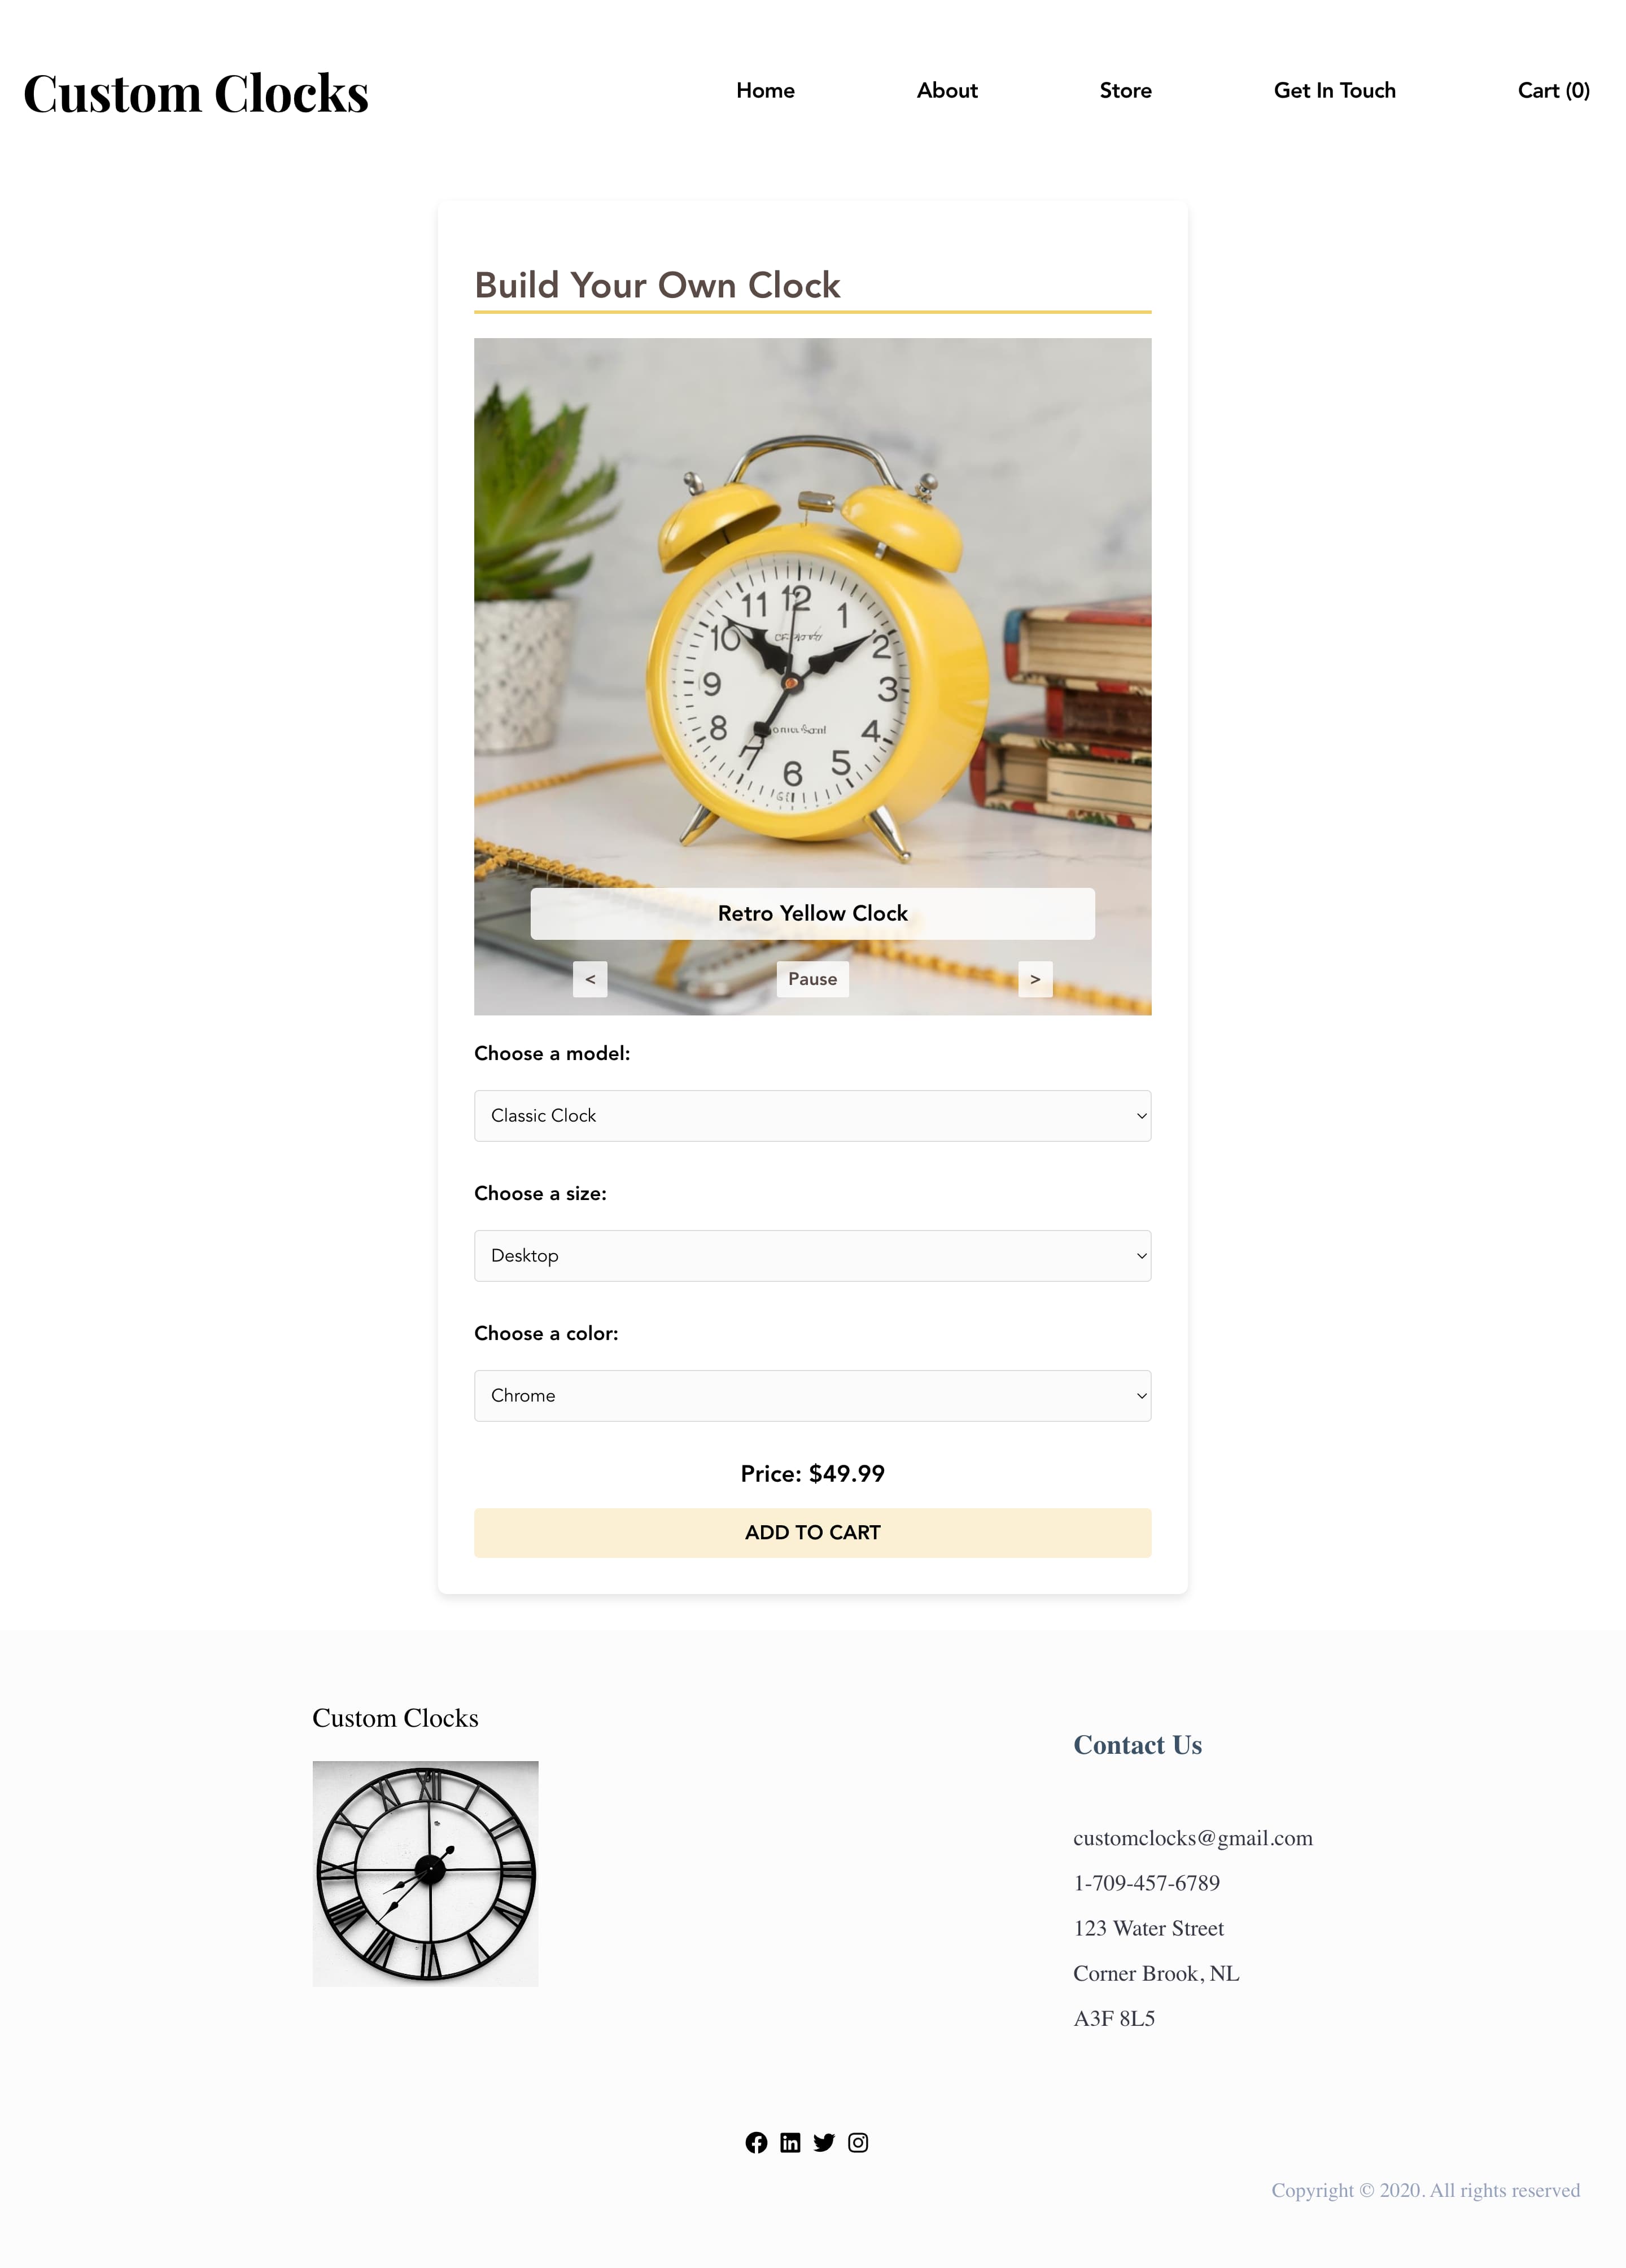 Custom Clocks
Home
About
Store
Get In Touch
Cart (0)
Build Your Own Clock
11 12 1
10 2
9 3
8 4
7 6 5
Retro Yellow Clock
<
Pause
>
Choose a model:
Classic Clock
Choose a size:
Desktop
Choose a color:
Chrome
Price: $49.99
ADD TO CART
Custom Clocks
XII
Contact Us
customclocks@gmail.com
1-709-457-6789
123 Water Street
Corner Brook, NL
A3F 8L5
Copyright © 2020. All rights reserved